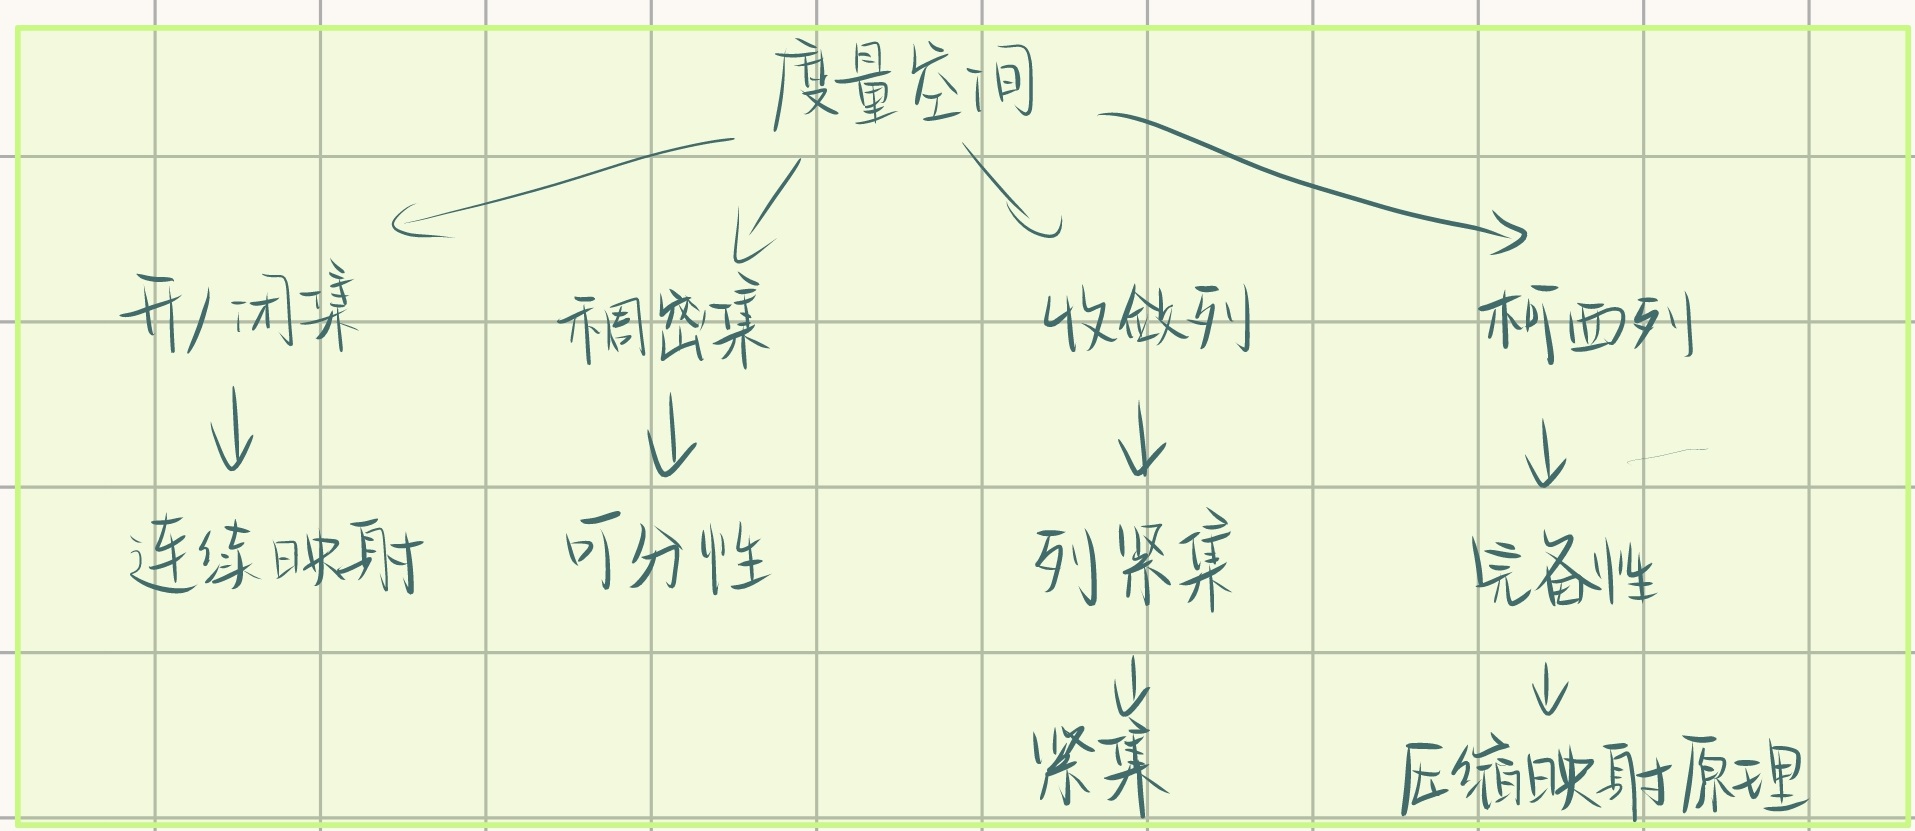 度量空间
开/闭集 稠密集 收敛列 柯西列
连续映射 可分性 列紧集 完备性
紧集 压缩映射原理